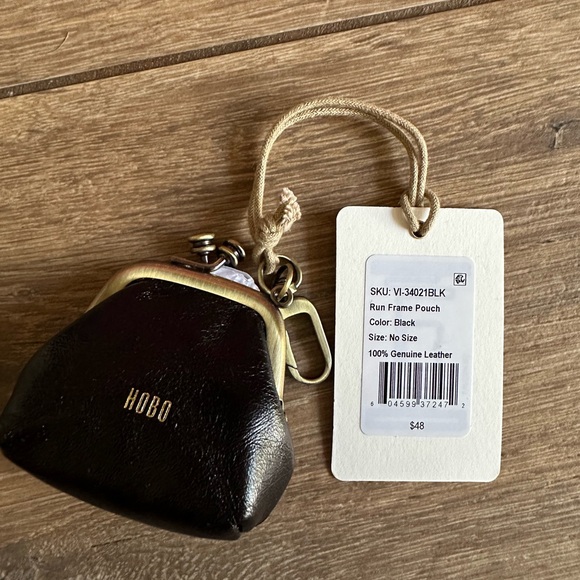 HOBO
SKU: VI-34021BLK
Run Frame Pouch
Color: Black
Size: No Size
100% Genuine Leather
6 04599 37247 2
$48